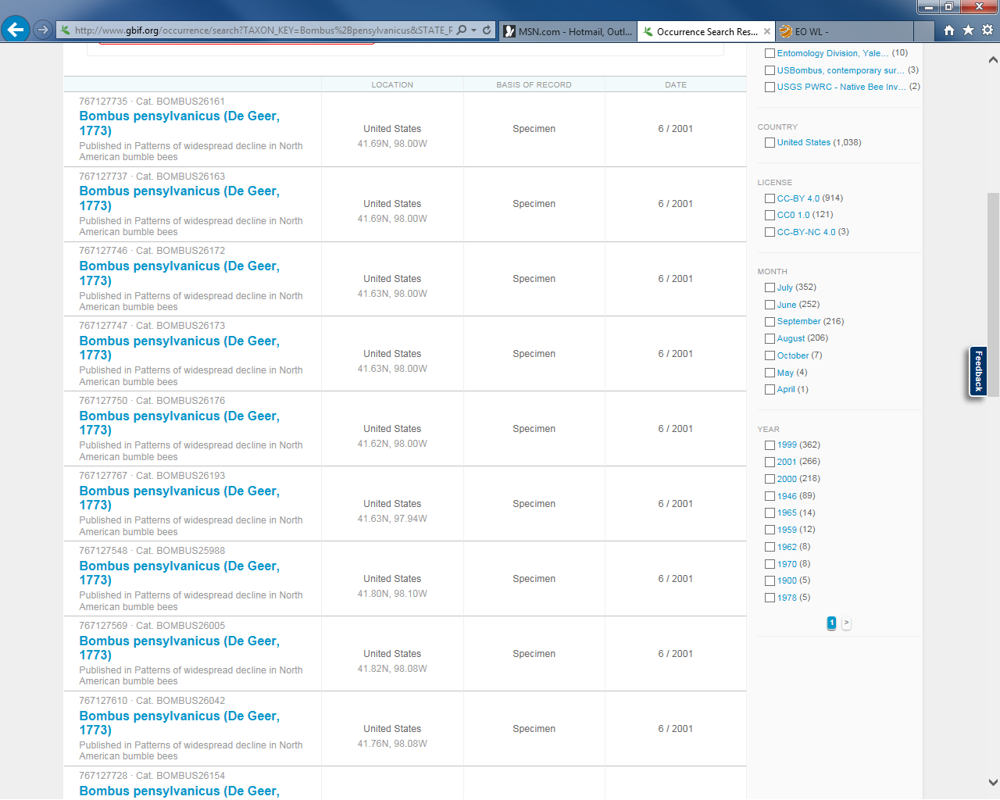 http://www.gbif.org/occurrence/search?TAXON_KEY=Bombus%2Bpensylvanicus&STATE_F
MSN.com - Hotmail, Outl...
Occurrence Search Res...
EO WL -
LOCATION BASIS OF RECORD DATE
767127735 · Cat. BOMBUS26161
Bombus pensylvanicus (De Geer,
1773)
Published in Patterns of widespread decline in North
American bumble bees
United States
41.69N, 98.00W
Specimen
6 / 2001
767127737 · Cat. BOMBUS26163
Bombus pensylvanicus (De Geer,
1773)
Published in Patterns of widespread decline in North
American bumble bees
United States
41.69N, 98.00W
Specimen
6 / 2001
767127746 · Cat. BOMBUS26172
Bombus pensylvanicus (De Geer,
1773)
Published in Patterns of widespread decline in North
American bumble bees
United States
41.63N, 98.00W
Specimen
6 / 2001
767127747 · Cat. BOMBUS26173
Bombus pensylvanicus (De Geer,
1773)
Published in Patterns of widespread decline in North
American bumble bees
United States
41.63N, 98.00W
Specimen
6 / 2001
767127750 · Cat. BOMBUS26176
Bombus pensylvanicus (De Geer,
1773)
Published in Patterns of widespread decline in North
American bumble bees
United States
41.62N, 98.00W
Specimen
6 / 2001
767127767 · Cat. BOMBUS26193
Bombus pensylvanicus (De Geer,
1773)
Published in Patterns of widespread decline in North
American bumble bees
United States
41.63N, 97.94W
Specimen
6 / 2001
767127548 · Cat. BOMBUS25988
Bombus pensylvanicus (De Geer,
1773)
Published in Patterns of widespread decline in North
American bumble bees
United States
41.80N, 98.10W
Specimen
6 / 2001
767127569 · Cat. BOMBUS26005
Bombus pensylvanicus (De Geer,
1773)
Published in Patterns of widespread decline in North
American bumble bees
United States
41.82N, 98.08W
Specimen
6 / 2001
767127610 · Cat. BOMBUS26042
Bombus pensylvanicus (De Geer,
1773)
Published in Patterns of widespread decline in North
American bumble bees
United States
41.76N, 98.08W
Specimen
6 / 2001
767127728 · Cat. BOMBUS26154
Bombus pensylvanicus (De Geer,
Entomology Division, Yale... (10)
USBombus, contemporary sur... (3)
USGS PWRC - Native Bee Inv... (2)
COUNTRY
United States (1,038)
LICENSE
CC-BY 4.0 (914)
CC0 1.0 (121)
CC-BY-NC 4.0 (3)
MONTH
July (352)
June (252)
September (216)
August (206)
October (7)
May (4)
April (1)
YEAR
1999 (362)
2001 (266)
2000 (218)
1946 (89)
1965 (14)
1959 (12)
1962 (8)
1970 (8)
1900 (5)
1978 (5)
1 >
Feedback